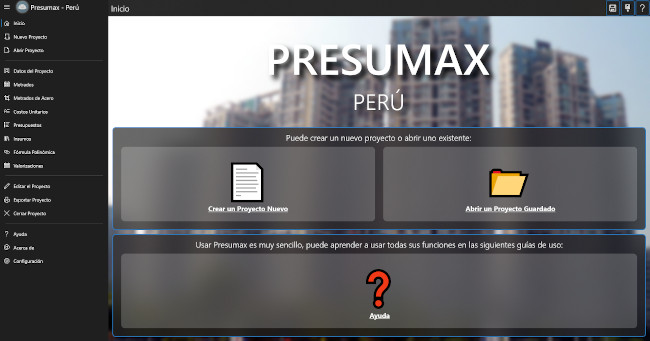 Presumax - Perú
Inicio
Inicio
Nuevo Proyecto
Abrir Proyecto
Datos del Proyecto
Metrados
Metrados de Acero
Costos Unitarios
Presupuestos
Insumos
Fórmula Polinómica
Valorizaciones
Editar el Proyecto
Exportar Proyecto
Cerrar Proyecto
Ayuda
Acerca de
Configuración
PRESUMAX
PERÚ
Puede crear un nuevo proyecto o abrir uno existente:
Crear un Proyecto Nuevo
Abrir un Proyecto Guardado
Usar Presumax es muy sencillo, puede aprender a usar todas sus funciones en las siguientes guías de uso:
Ayuda